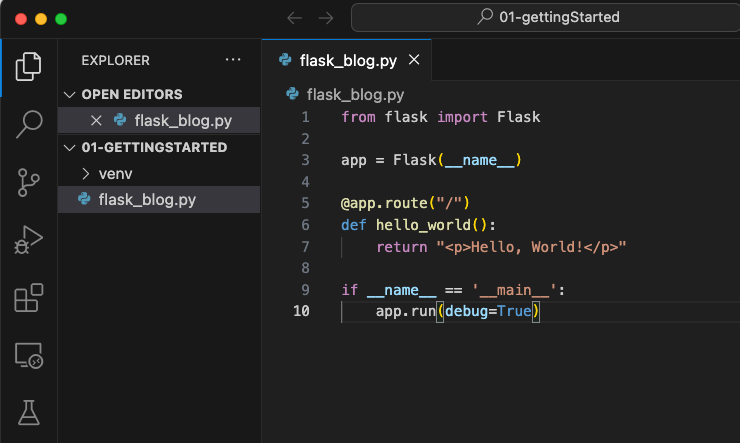 01-gettingStarted
EXPLORER
flask_blog.py
OPEN EDITORS
flask_blog.py
01-GETTINGSTARTED
venv
flask_blog.py
flask_blog.py
1 from flask import Flask
2
3 app = Flask(__name__)
4
5 @app.route("/")
6 def hello_world():
7     return "<p>Hello, World!</p>"
8
9 if __name__ == '__main__':
10     app.run(debug=True)